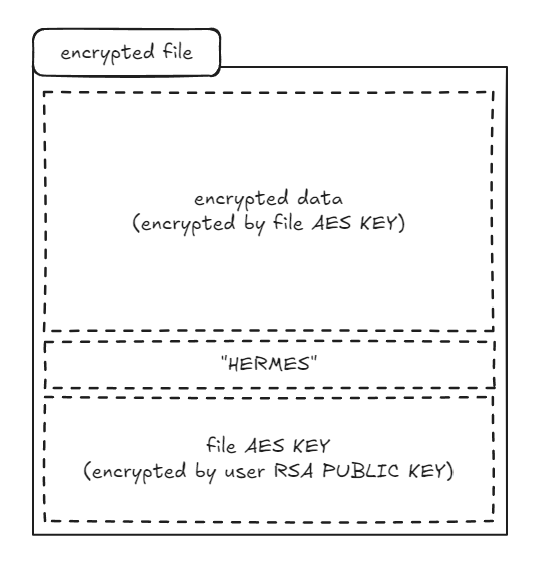 encrypted file
encrypted data
(encrypted by file AES KEY)
"HERMES"
file AES KEY
(encrypted by user RSA PUBLIC KEY)